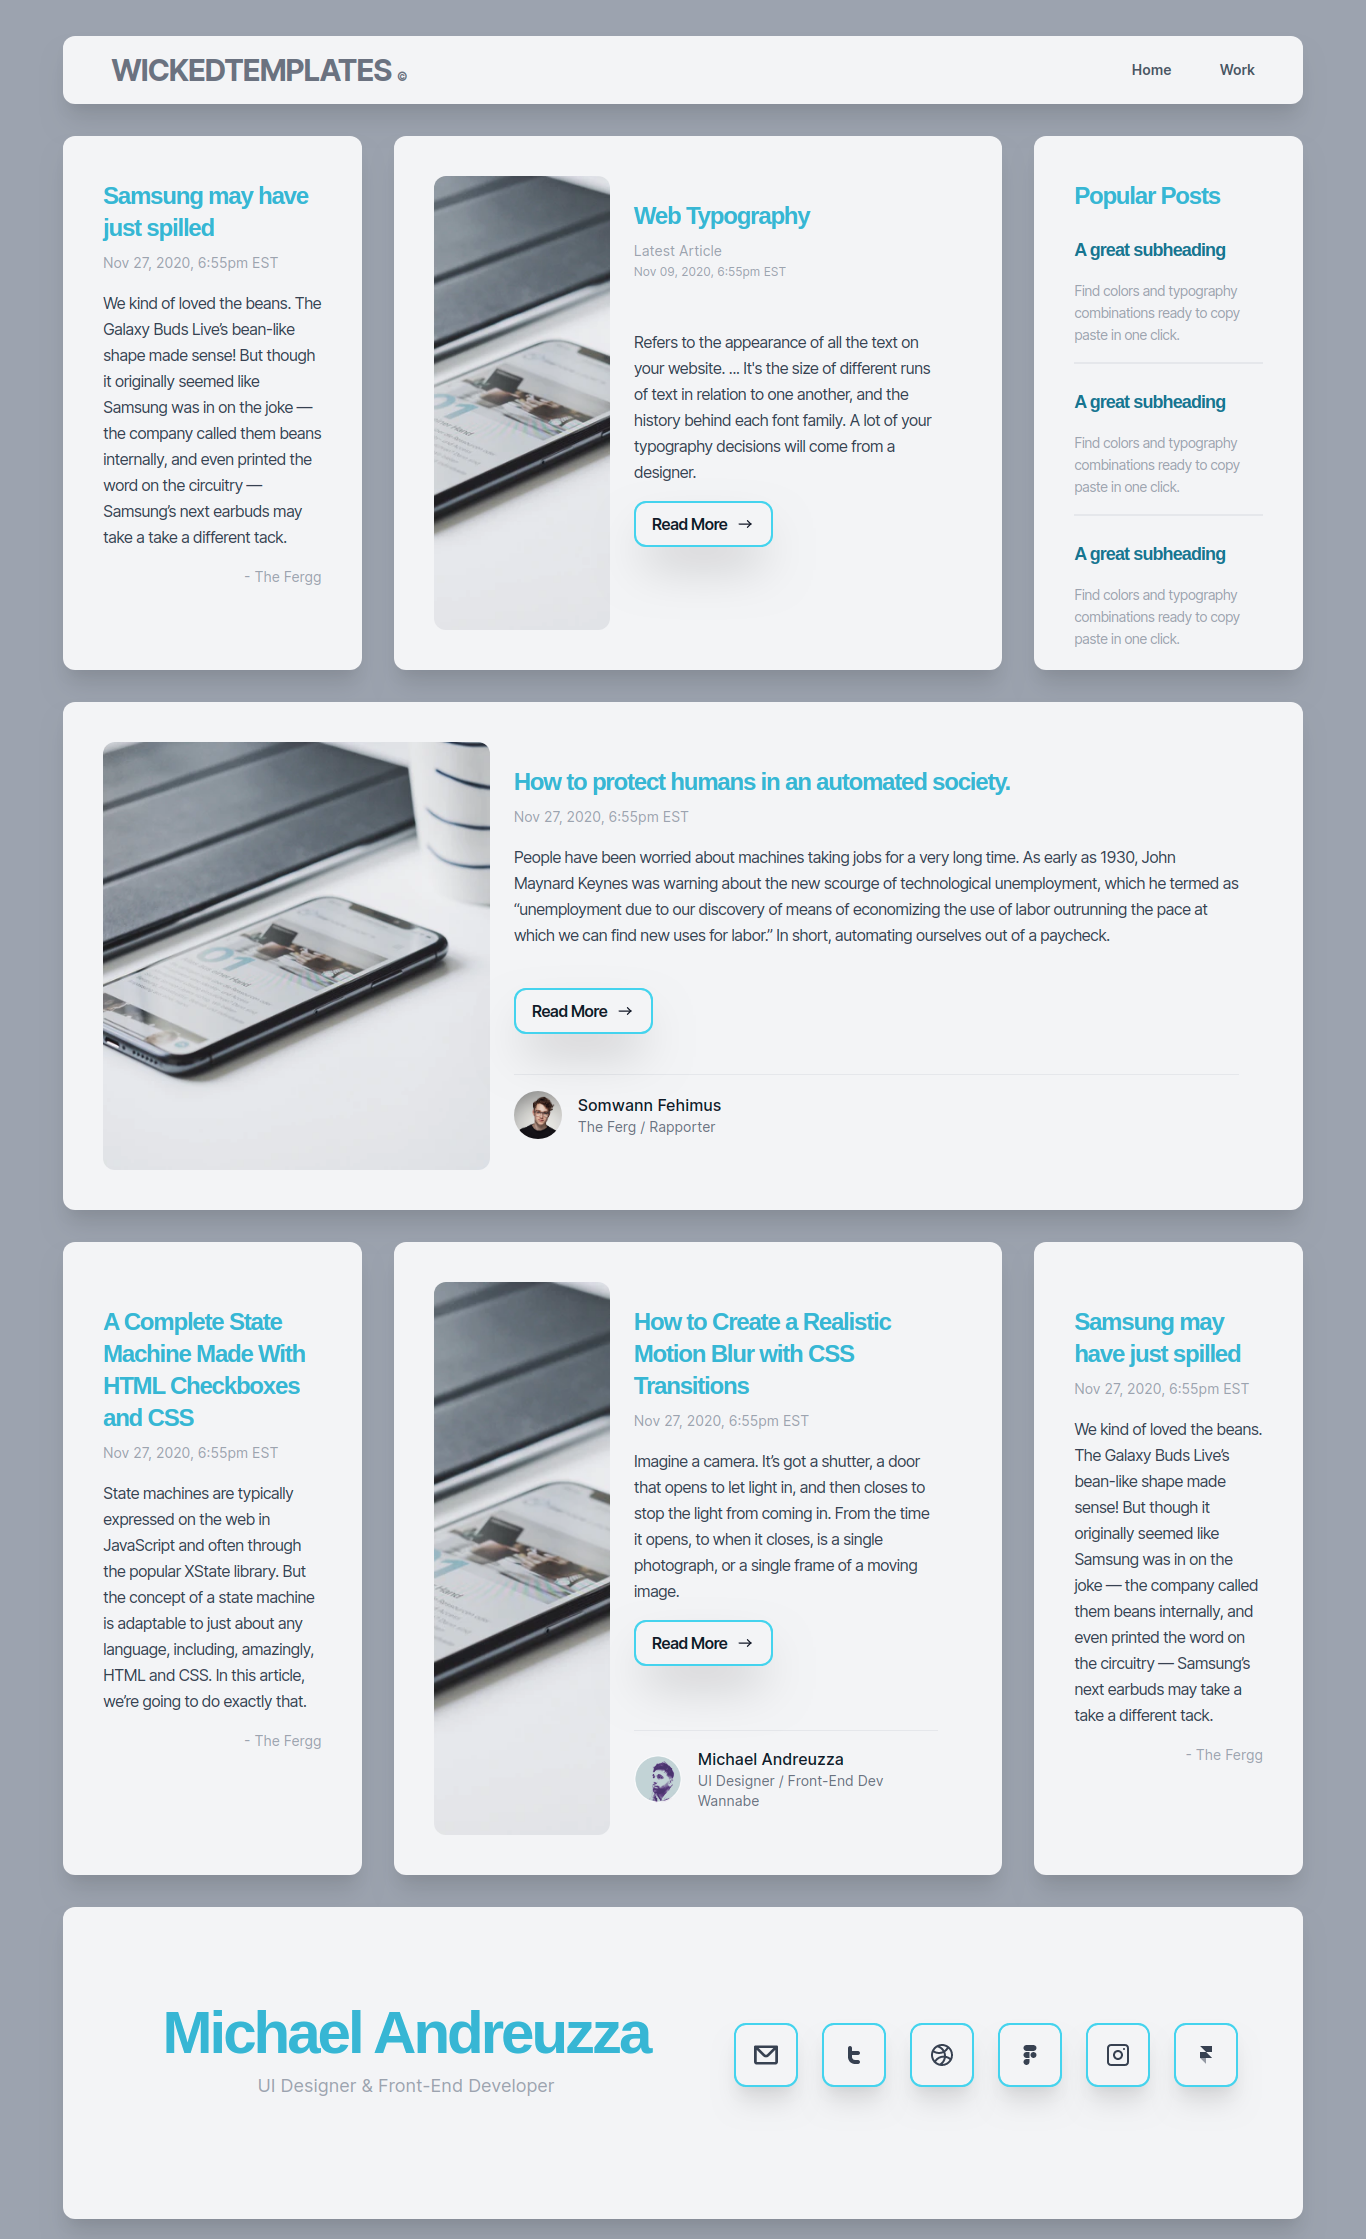 WICKEDTEMPLATES ©
Home
Work
Samsung may have
just spilled
Nov 27, 2020, 6:55pm EST
We kind of loved the beans. The
Galaxy Buds Live’s bean-like
shape made sense! But though
it originally seemed like
Samsung was in on the joke —
the company called them beans
internally, and even printed the
word on the circuitry —
Samsung’s next earbuds may
take a take a different tack.
- The Fergg
Web Typography
Latest Article
Nov 09, 2020, 6:55pm EST
Refers to the appearance of all the text on
your website. ... It's the size of different runs
of text in relation to one another, and the
history behind each font family. A lot of your
typography decisions will come from a
designer.
Read More →
Popular Posts
A great subheading
Find colors and typography
combinations ready to copy
paste in one click.
A great subheading
Find colors and typography
combinations ready to copy
paste in one click.
A great subheading
Find colors and typography
combinations ready to copy
paste in one click.
01
How to protect humans in an automated society.
Nov 27, 2020, 6:55pm EST
People have been worried about machines taking jobs for a very long time. As early as 1930, John
Maynard Keynes was warning about the new scourge of technological unemployment, which he termed as
“unemployment due to our discovery of means of economizing the use of labor outrunning the pace at
which we can find new uses for labor.” In short, automating ourselves out of a paycheck.
Read More →
Somwann Fehimus
The Ferg / Rapporter
A Complete State
Machine Made With
HTML Checkboxes
and CSS
Nov 27, 2020, 6:55pm EST
State machines are typically
expressed on the web in
JavaScript and often through
the popular XState library. But
the concept of a state machine
is adaptable to just about any
language, including, amazingly,
HTML and CSS. In this article,
we’re going to do exactly that.
- The Fergg
How to Create a Realistic
Motion Blur with CSS
Transitions
Nov 27, 2020, 6:55pm EST
Imagine a camera. It’s got a shutter, a door
that opens to let light in, and then closes to
stop the light from coming in. From the time
it opens, to when it closes, is a single
photograph, or a single frame of a moving
image.
Read More →
Michael Andreuzza
UI Designer / Front-End Dev
Wannabe
Samsung may
have just spilled
Nov 27, 2020, 6:55pm EST
We kind of loved the beans.
The Galaxy Buds Live’s
bean-like shape made
sense! But though it
originally seemed like
Samsung was in on the
joke — the company called
them beans internally, and
even printed the word on
the circuitry — Samsung’s
next earbuds may take a
take a different tack.
- The Fergg
Michael Andreuzza
UI Designer & Front-End Developer